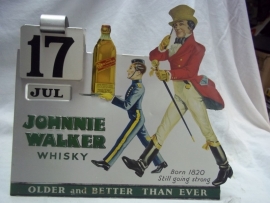 17
JUL
JOHNNIE
WALKER
WHISKY
Born 1820
Still going strong
OLDER and BETTER THAN EVER